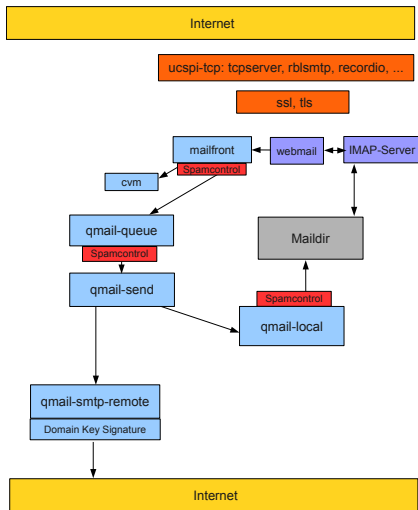 Internet
ucspi-tcp: tcpserver, rblsmtp, recordio, ...
ssl, tls
mailfront
webmail
IMAP-Server
Spamcontrol
cvm
qmail-queue
Maildir
Spamcontrol
qmail-send
Spamcontrol
qmail-local
qmail-smtp-remote
Domain Key Signature
Internet